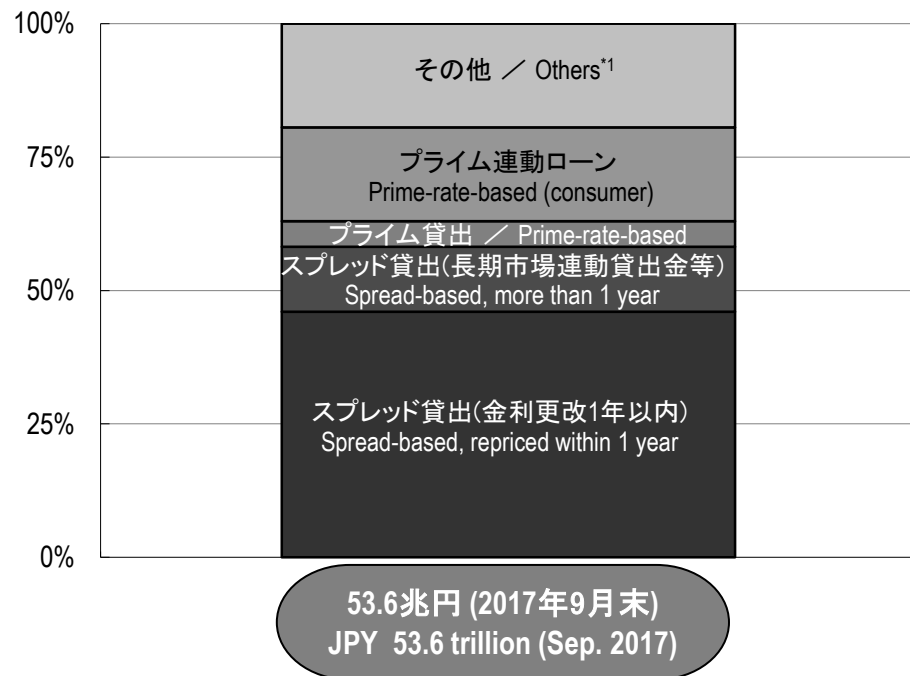 100%
75%
50%
25%
0%
その他 ／ Others*1
プライム連動ローン
Prime-rate-based (consumer)
プライム貸出 ／ Prime-rate-based
スプレッド貸出(長期市場連動貸出金等)
Spread-based, more than 1 year
スプレッド貸出(金利更改1年以内)
Spread-based, repriced within 1 year
53.6兆円 (2017年9月末)
JPY 53.6 trillion (Sep. 2017)